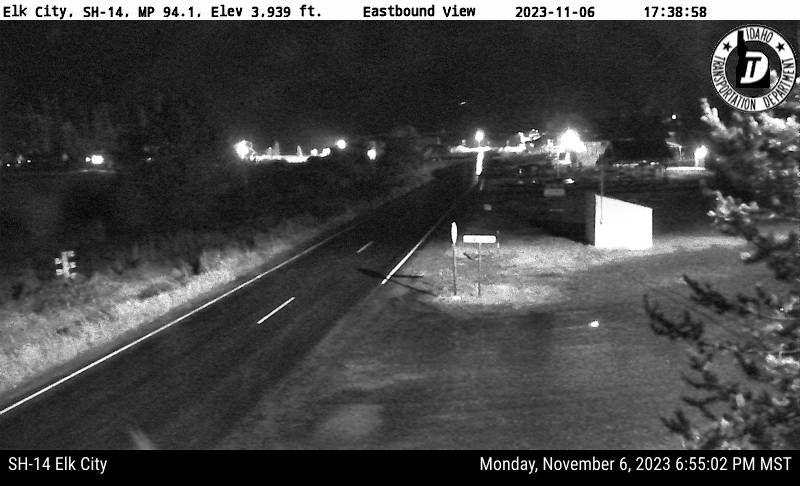 Elk City, SH-14, MP 94.1, Elev 3,939 ft. Eastbound View 2023-11-06 17:38:58
IDAHO
TRANSPORTATION DEPARTMENT
SH-14 Elk City Monday, November 6, 2023 6:55:02 PM MST